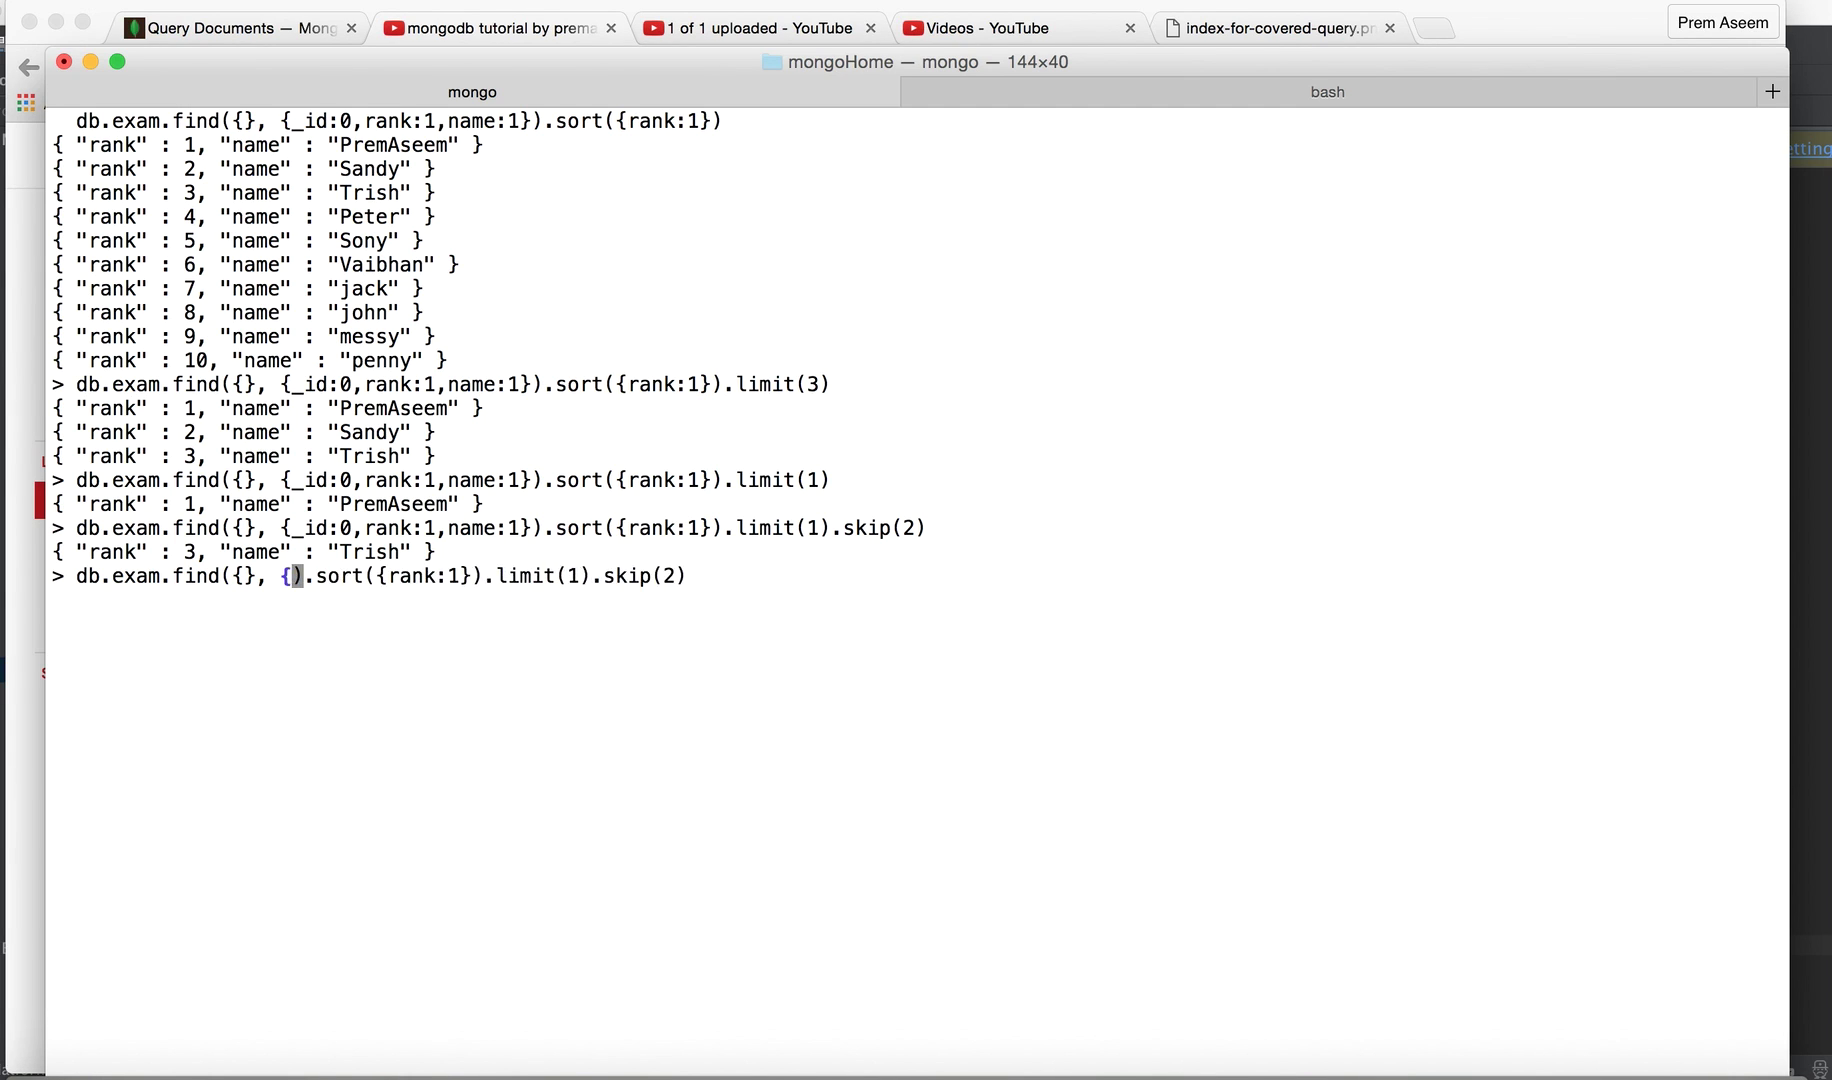 Query Documents — Mong
mongodb tutorial by prema
1 of 1 uploaded - YouTube
Videos - YouTube
index-for-covered-query.pn
Prem Aseem
mongoHome — mongo — 144×40
mongo
bash
db.exam.find({}, {_id:0,rank:1,name:1}).sort({rank:1})
{ "rank" : 1, "name" : "PremAseem" }
{ "rank" : 2, "name" : "Sandy" }
{ "rank" : 3, "name" : "Trish" }
{ "rank" : 4, "name" : "Peter" }
{ "rank" : 5, "name" : "Sony" }
{ "rank" : 6, "name" : "Vaibhan" }
{ "rank" : 7, "name" : "jack" }
{ "rank" : 8, "name" : "john" }
{ "rank" : 9, "name" : "messy" }
{ "rank" : 10, "name" : "penny" }
> db.exam.find({}, {_id:0,rank:1,name:1}).sort({rank:1}).limit(3)
{ "rank" : 1, "name" : "PremAseem" }
{ "rank" : 2, "name" : "Sandy" }
{ "rank" : 3, "name" : "Trish" }
> db.exam.find({}, {_id:0,rank:1,name:1}).sort({rank:1}).limit(1)
{ "rank" : 1, "name" : "PremAseem" }
> db.exam.find({}, {_id:0,rank:1,name:1}).sort({rank:1}).limit(1).skip(2)
{ "rank" : 3, "name" : "Trish" }
> db.exam.find({}, {).sort({rank:1}).limit(1).skip(2)
etting